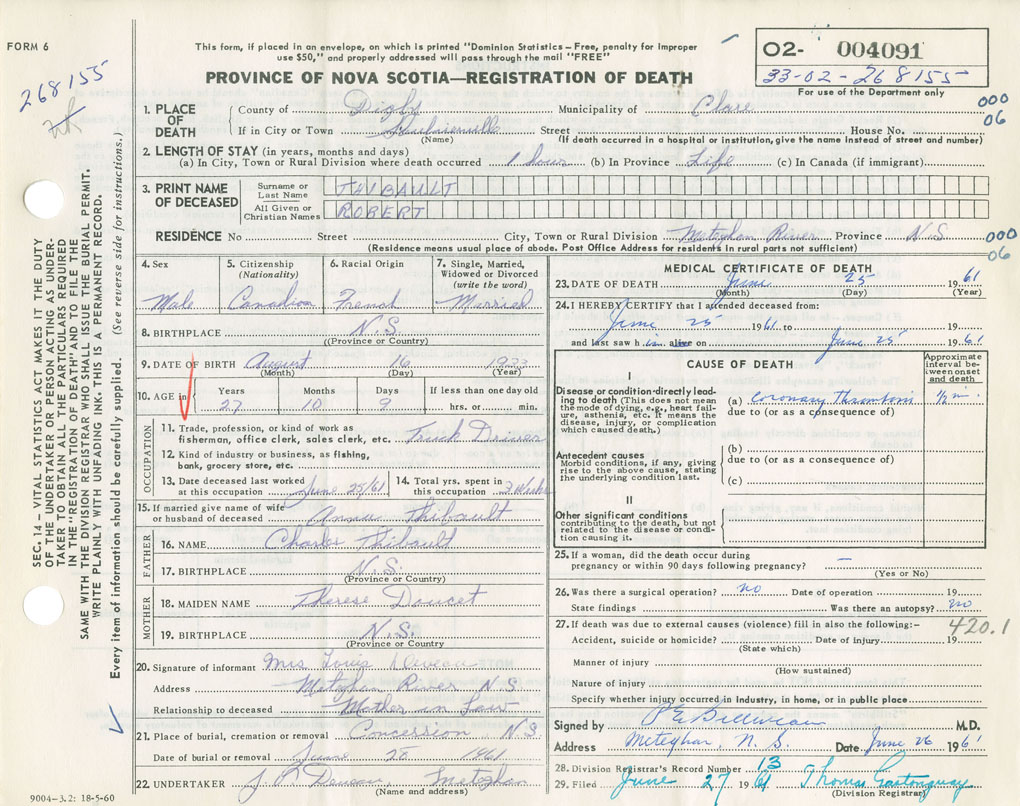 FORM 6
268155
This form, if placed in an envelope, on which is printed "Dominion Statistics – Free, penalty for improper
use $50," and properly addressed will pass through the mail "FREE"
PROVINCE OF NOVA SCOTIA—REGISTRATION OF DEATH
O2- 004091
33-02-268155
For use of the Department only
000
06
SEC. 14 – VITAL STATISTICS ACT MAKES IT THE DUTY
OF THE UNDERTAKER OR PERSON ACTING AS UNDER-
TAKER TO OBTAIN ALL THE PARTICULARS REQUIRED
IN THE "REGISTRATION OF DEATH" AND TO FILE THE
SAME WITH THE DIVISION REGISTRAR WHO SHALL ISSUE THE BURIAL PERMIT.
WRITE PLAINLY WITH UNFADING INK. THIS IS A PERMANENT RECORD.
Every item of information should be carefully supplied. (See reverse side for instructions.)
1. PLACE OF DEATH
County of Digby Municipality of Clare
If in City or Town Street House No.
(Name) (If death occurred in a hospital or institution, give the name instead of street and number)
2. LENGTH OF STAY (in years, months and days)
(a) In City, Town or Rural Division where death occurred 1 hour (b) In Province Life (c) In Canada (if immigrant)
3. PRINT NAME OF DECEASED
Surname or Last Name THIBAULT
All Given or Christian Names ROBERT
RESIDENCE No Street City, Town or Rural Division Meteghan River Province N.S.
(Residence means usual place of abode. Post Office Address for residents in rural parts not sufficient)
000
06
4. Sex Male
5. Citizenship (Nationality) Canadian
6. Racial Origin French
7. Single, Married, Widowed or Divorced (write the word) Married
8. BIRTHPLACE N.S.
(Province or Country)
9. DATE OF BIRTH August 16 1933
(Month) (Day) (Year)
10. AGE in Years 27 Months 10 Days 9 If less than one day old hrs. or min.
OCCUPATION
11. Trade, profession, or kind of work as
fisherman, office clerk, sales clerk, etc. Truck Driver
12. Kind of industry or business, as fishing,
bank, grocery store, etc.
13. Date deceased last worked
at this occupation June 25/61
14. Total yrs. spent in
this occupation Weeks
15. If married give name of wife
or husband of deceased Anna Thibault
FATHER
16. NAME Charles Thibault
17. BIRTHPLACE N.S.
(Province or Country)
MOTHER
18. MAIDEN NAME Therese Doucet
19. BIRTHPLACE N.S.
(Province or Country
20. Signature of informant Mrs Louis Deveau
Address Meteghan River N.S.
Relationship to deceased Mother in Law
21. Place of burial, cremation or removal Concession, N.S.
Date of burial or removal June 28 1961
22. UNDERTAKER Meteghan
(Name and address)
9004–3.2: 18-5-60
MEDICAL CERTIFICATE OF DEATH
23. DATE OF DEATH June 25 1961
(Month) (Day) (Year)
24. I HEREBY CERTIFY that I attended deceased from:
June 25 1961 to 19
and last saw h im alive on June 25 1961
CAUSE OF DEATH
Approximate interval between onset and death
I
Disease or condition directly leading to death (This does not mean the mode of dying, e.g., heart failure, asthenia, etc. It means the disease, injury, or complication which caused death.)
(a) coronary thrombosis
due to (or as a consequence of)
Antecedent causes
Morbid conditions, if any, giving rise to the above cause, stating the underlying condition last.
(b)
due to (or as a consequence of)
(c)
II
Other significant conditions
contributing to the death, but not related to the disease or condition causing it.
25. If a woman, did the death occur during
pregnancy or within 90 days following pregnancy? –
(Yes or No)
26. Was there a surgical operation? no Date of operation 19
State findings Was there an autopsy? no
27. If death was due to external causes (violence) fill in also the following:–
420.1
Accident, suicide or homicide? Date of injury 19
(State which)
Manner of injury
(How sustained)
Nature of injury
Specify whether injury occurred in industry, in home, or in public place
Signed by P E Belliveau M.D.
Address Meteghan, N.S. Date June 26 1961
28. Division Registrar's Record Number 13
29. Filed June 27 1961 Thomas
(Division Registrar)